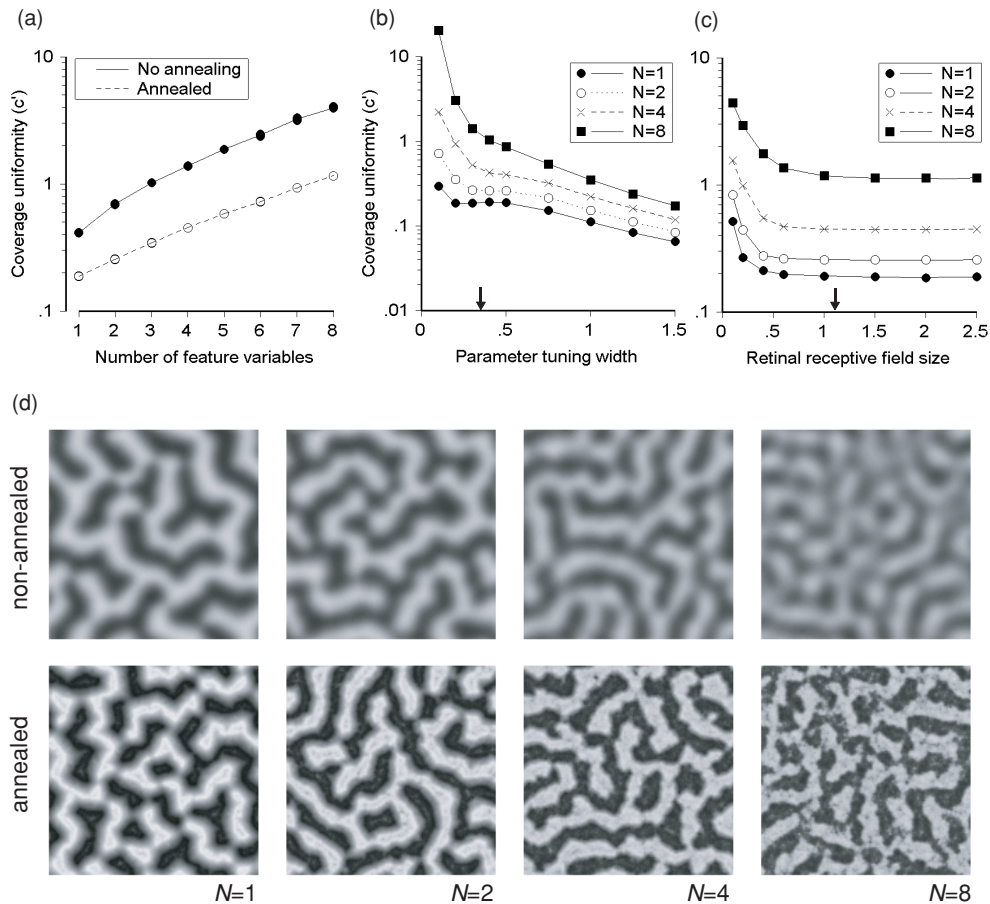 (a)
Coverage uniformity (c')
10
1
.1
No annealing
Annealed
1 2 3 4 5 6 7 8
Number of feature variables
(b)
Coverage uniformity (c')
10
1
.1
.01
N=1
N=2
N=4
N=8
0 .5 1 1.5
Parameter tuning width
(c)
Coverage uniformity (c')
10
1
.1
N=1
N=2
N=4
N=8
0 .5 1 1.5 2 2.5
Retinal receptive field size
(d)
non-annealed
annealed
N=1 N=2 N=4 N=8